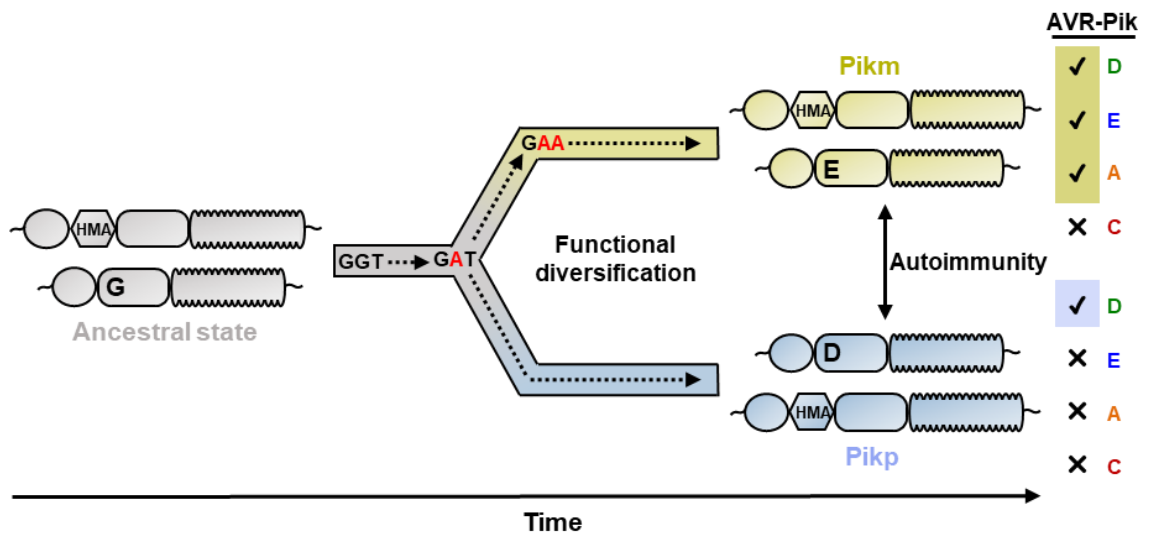 AVR-Pik
Pikm
✓ D
HMA
✓ E
GAA
E
✓ A
HMA
✕ C
Functional
diversification
GGT
GAT
Autoimmunity
G
Ancestral state
✓ D
D
✕ E
HMA
✕ A
Pikp
✕ C
Time